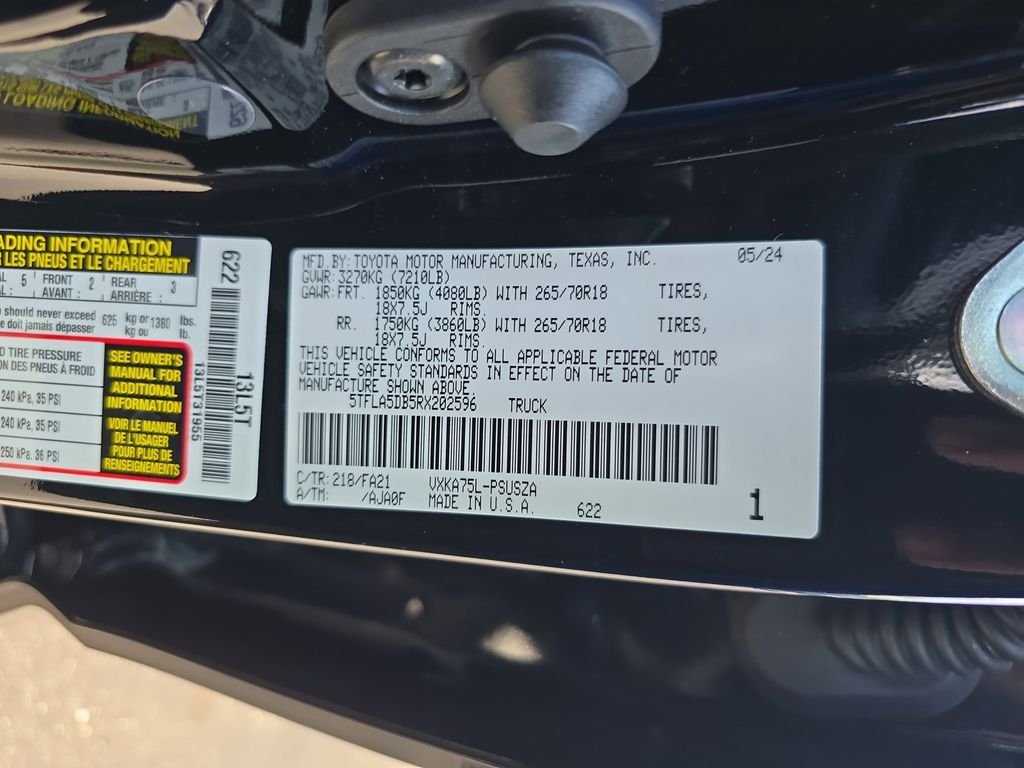 ADING INFORMATION
LES PNEUS ET LE CHARGEMENT
5 FRONT 2 REAR 3
AVANT : ARRIÈRE :
should never exceed 625 kg or 1380 lbs.
doit jamais dépasser kg ou lb.
TIRE PRESSURE
DES PNEUS À FROID
240 kPa, 35 PSI
240 kPa, 35 PSI
250 kPa, 36 PSI
SEE OWNER'S
MANUAL FOR
ADDITIONAL
INFORMATION
VOIR LE MANUEL
DE L'USAGER
POUR PLUS DE
RENSEIGNEMENTS
622
13L5T
13L5T31965
MFD.BY: TOYOTA MOTOR MANUFACTURING, TEXAS, INC. 05/24
GVWR: 3270KG (7210LB)
GAWR: FRT. 1850KG (4080LB) WITH 265/70R18 TIRES,
18X7.5J RIMS.
RR. 1750KG (3860LB) WITH 265/70R18 TIRES,
18X7.5J RIMS.
THIS VEHICLE CONFORMS TO ALL APPLICABLE FEDERAL MOTOR
VEHICLE SAFETY STANDARDS IN EFFECT ON THE DATE OF
MANUFACTURE SHOWN ABOVE.
5TFLA5DB5RX202596 TRUCK
C/TR: 218/FA21 VXKA75L-PSUSZA
A/TM: /AJA0F MADE IN U.S.A. 622 1